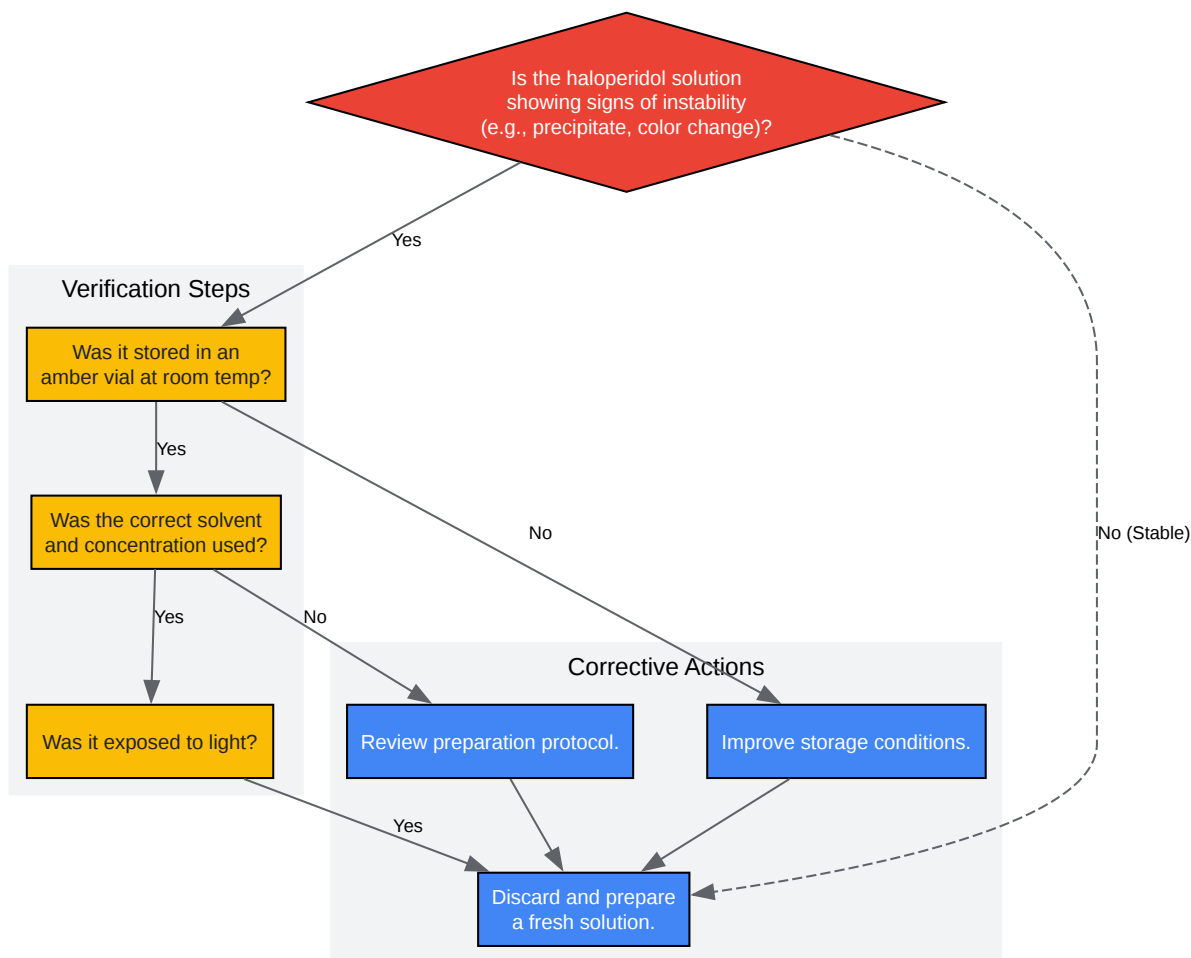 Is the haloperidol solution
showing signs of instability
(e.g., precipitate, color change)?
Yes
Verification Steps
Was it stored in an
amber vial at room temp?
Yes
Was the correct solvent
and concentration used?
No
No (Stable)
Yes
No
Corrective Actions
Was it exposed to light?
Review preparation protocol.
Improve storage conditions.
Yes
Discard and prepare
a fresh solution.